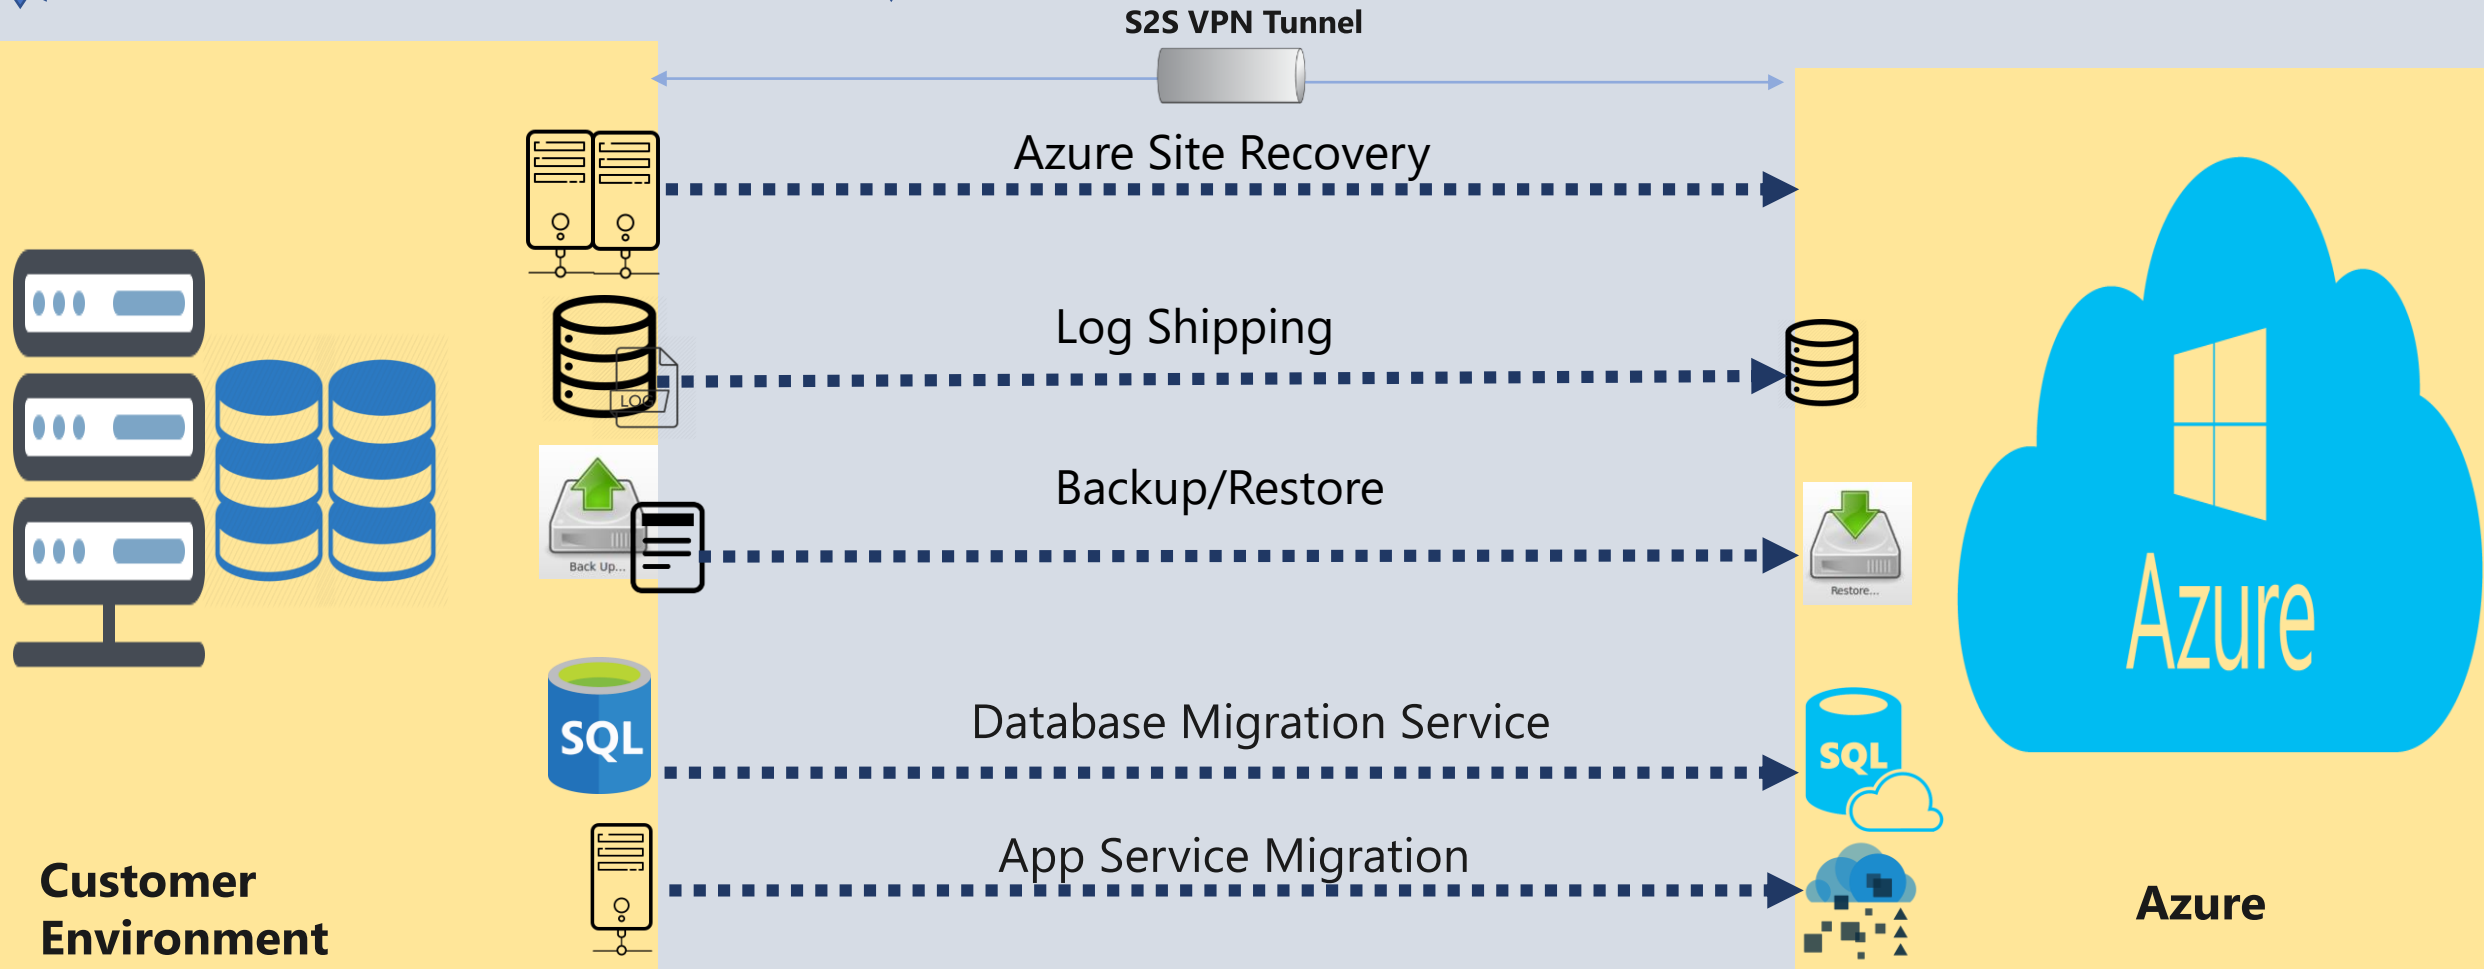 S2S VPN Tunnel
Azure Site Recovery
Log Shipping
LOG
Backup/Restore
Back Up...
Restore...
Azure
Database Migration Service
SQL
SQL
App Service Migration
Customer
Environment
Azure